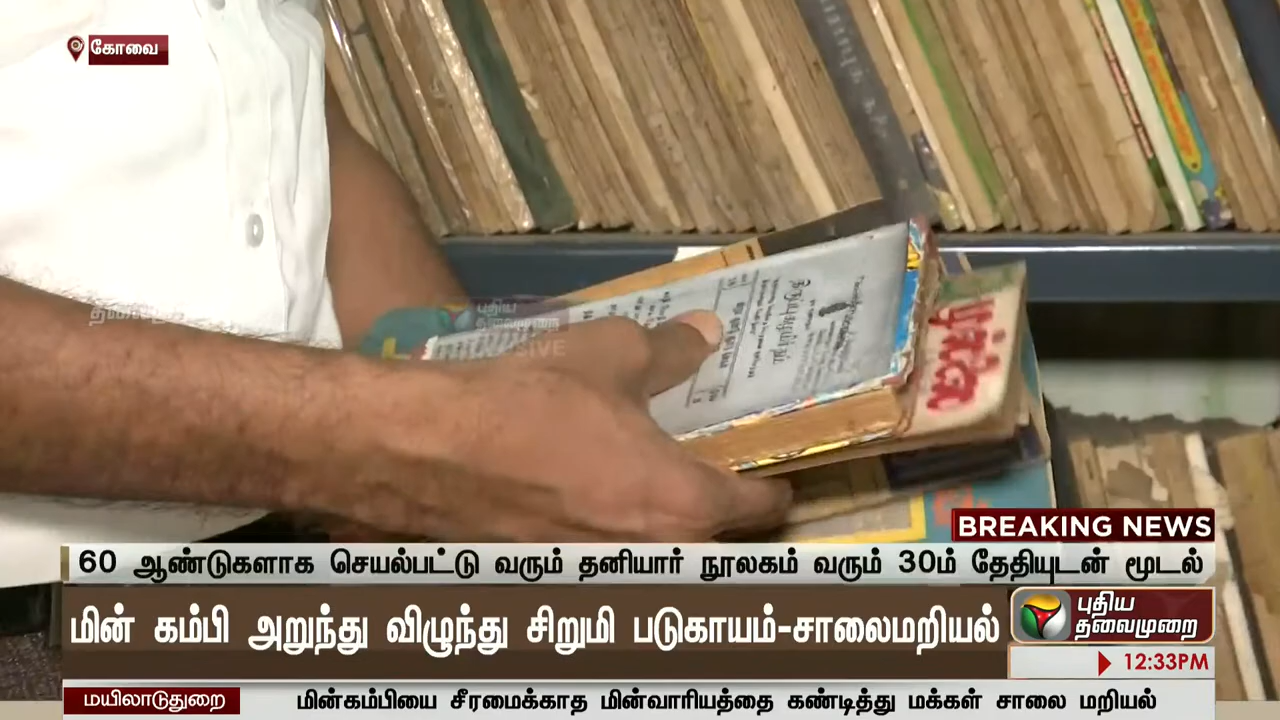 கோவை
புதிய
தலைமுறை
BREAKING NEWS
60 ஆண்டுகளாக செயல்பட்டு வரும் தனியார் நூலகம் வரும் 30ம் தேதியுடன் மூடல்
மின் கம்பி அறுந்து விழுந்து சிறுமி படுகாயம்-சாலைமறியல்
புதிய
தலைமுறை
12:33PM
மயிலாடுதுறை
மின்கம்பியை சீரமைக்காத மின்வாரியத்தை கண்டித்து மக்கள் சாலை மறியல்